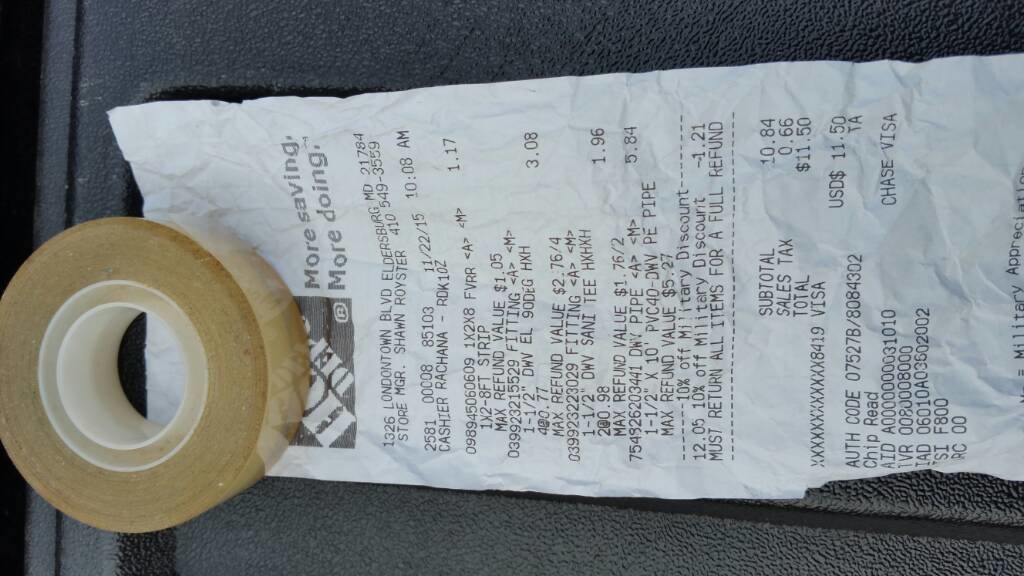 More saving.
More doing.
1326 LONDONTOWN BLVD ELDERSBURG,MD 21784
STORE MGR. SHAWN ROYSTER 410 549-3559
2581 00008 85103 11/22/15 10:08 AM
CASHIER RACHANA - RDK10Z
098945060609 1X2X8 FVRBR <A> <M> 1.17
1X2-8FT STRIP
MAX REFUND VALUE $1.05
039923219529 FITTING <A> <M>
1-1/2" DWV EL 90DEG HXH
4@0.77 3.08
MAX REFUND VALUE $2.76/4
039923228029 FITTING <A> <M>
1-1/2" DWV SANI TEE HXHXH
2@0.98 1.96
MAX REFUND VALUE $1.76/2
754528203441 DWV PIPE <A> <M> 5.84
1-1/2" X 10' PVC40-DWV PE PIPE
MAX REFUND VALUE $5.27
10% off Military Discount
12.05 10% off Military Discount -1.21
MUST RETURN ALL ITEMS FOR A FULL REFUND
SUBTOTAL 10.84
SALES TAX 0.66
TOTAL $11.50
XXXXXXXXXXXX8419 VISA
USD$ 11.50
AUTH CODE 07527B/8084302 TA
Chip Read
AID A0000000031010 CHASE VISA
TVR 0080008000
IAD 06010A03602002
TSI F800
ARC 00
Military Appreciation